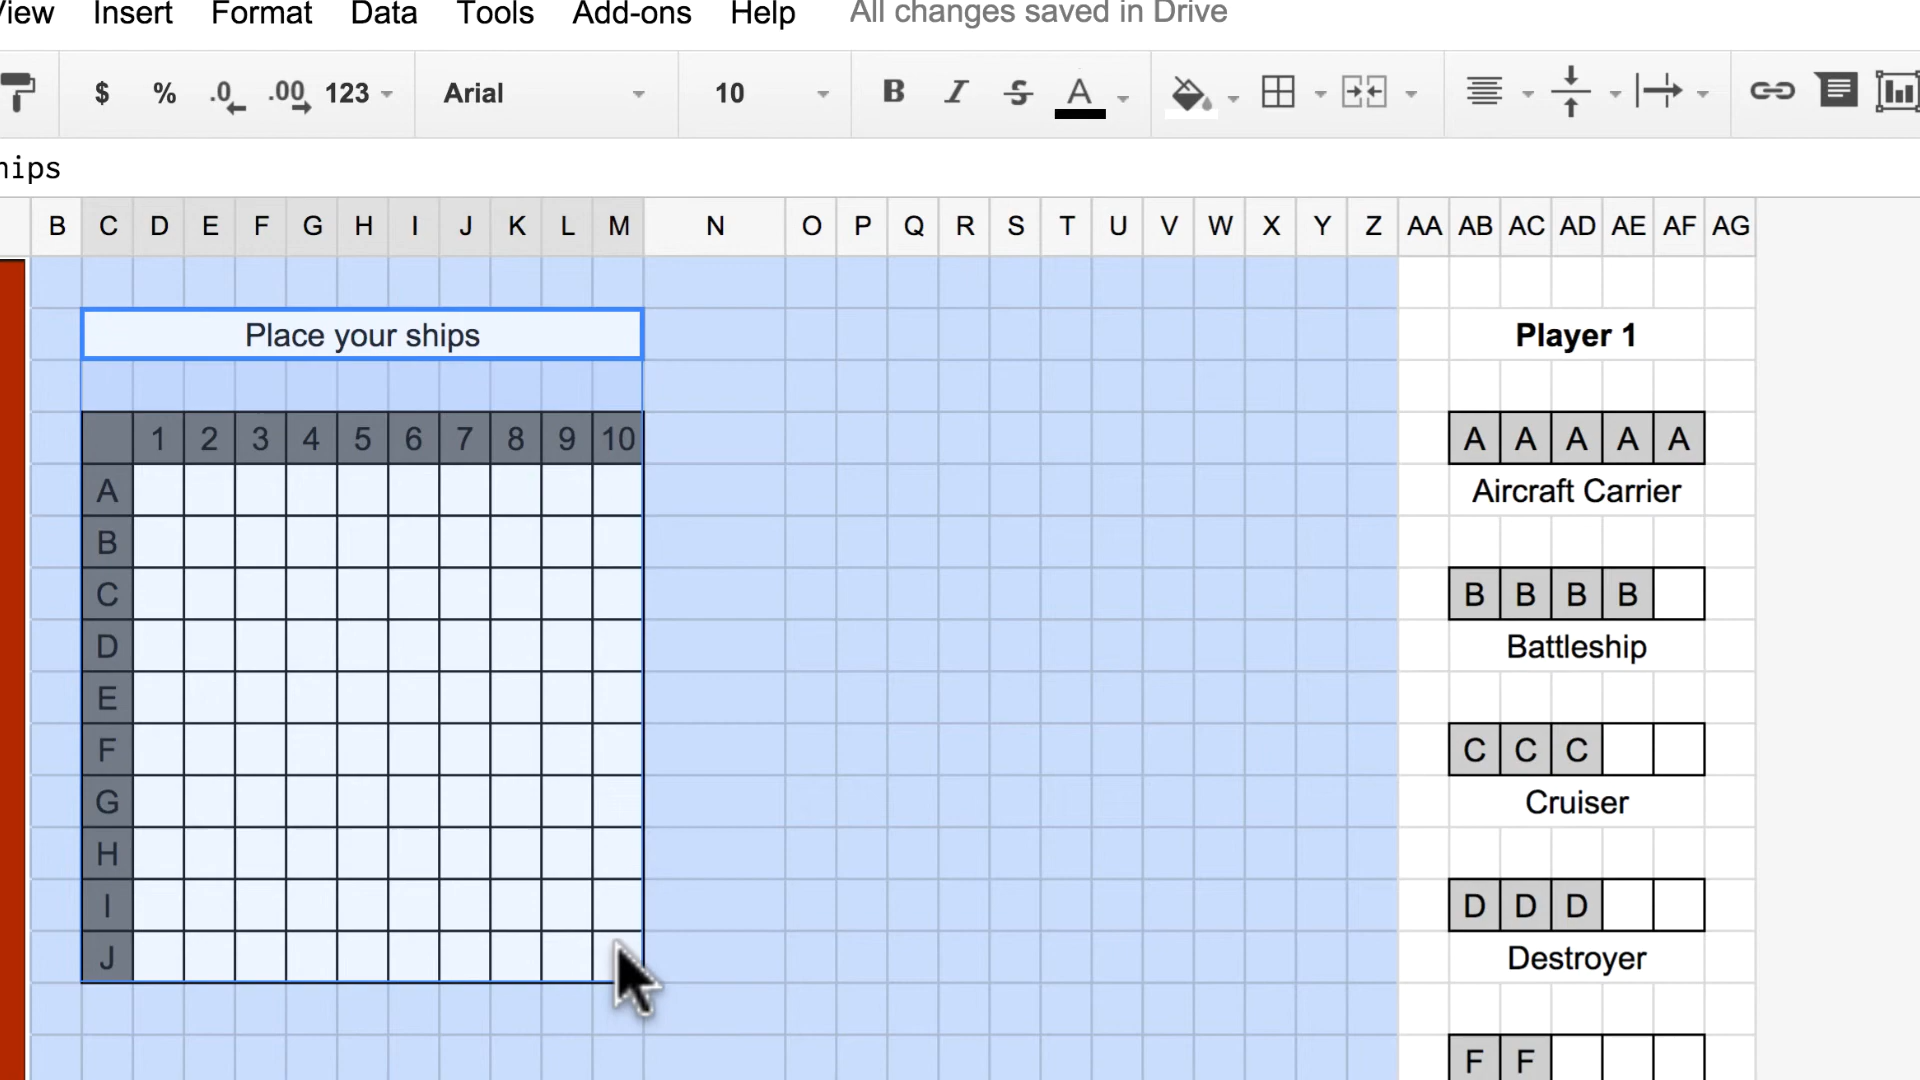 View Insert Format Data Tools Add-ons Help All changes saved in Drive
$ % .0 .00 123 Arial 10 B I S A
hips
B C D E F G H I J K L M N O P Q R S T U V W X Y Z AA AB AC AD AE AF AG
Place your ships
Player 1
1 2 3 4 5 6 7 8 9 10
A A A A A
A
Aircraft Carrier
B
C
B B B B
D
Battleship
E
F
C C C
G
Cruiser
H
I
D D D
J
Destroyer
F F